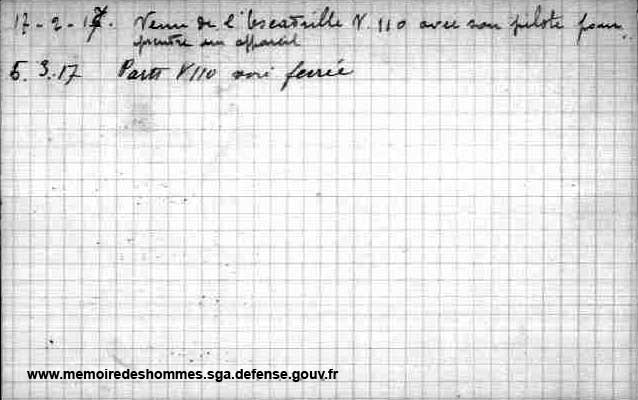 17-2-17. Venu de l'Escadrille V.110 avec son pilote pour
prendre un appareil
5.3.17 Parti V110 voie ferrée
www.memoiredeshommes.sga.defense.gouv.fr